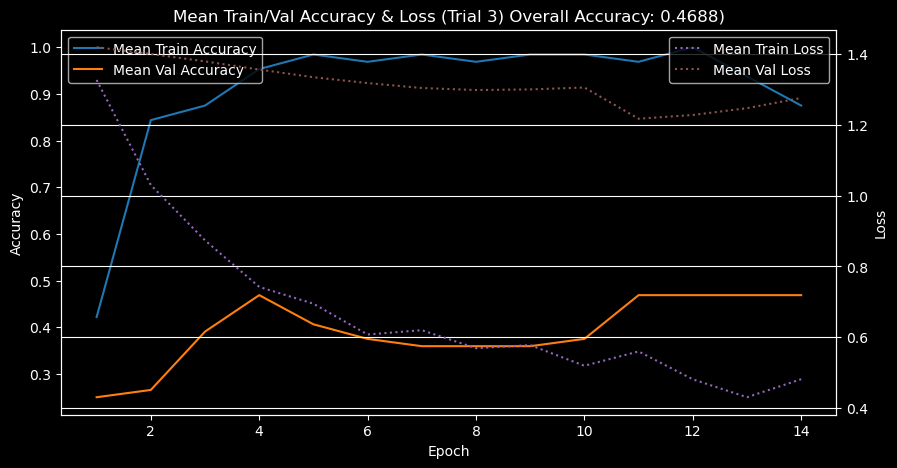 Mean Train/Val Accuracy & Loss (Trial 3) Overall Accuracy: 0.4688)
Mean Train Accuracy
Mean Val Accuracy
Mean Train Loss
Mean Val Loss
1.0
0.9
0.8
0.7
0.6
0.5
0.4
0.3
Accuracy
1.4
1.2
1.0
0.8
0.6
0.4
Loss
2 4 6 8 10 12 14
Epoch